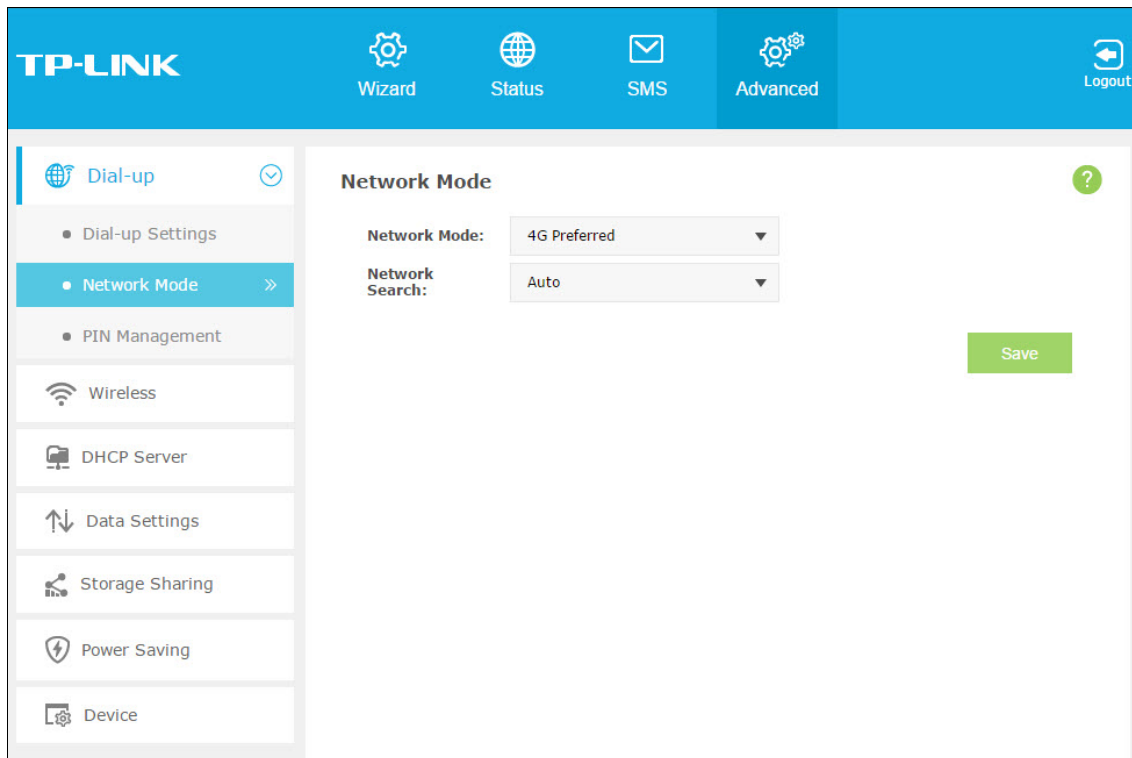 TP-LINK
Wizard
Status
SMS
Advanced
Logout
Dial-up
Dial-up Settings
Network Mode
PIN Management
Wireless
DHCP Server
Data Settings
Storage Sharing
Power Saving
Device
Network Mode
?
Network Mode: 4G Preferred
Network
Search: Auto
Save